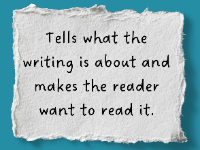 Tells what the
writing is about and
makes the reader
want to read it.